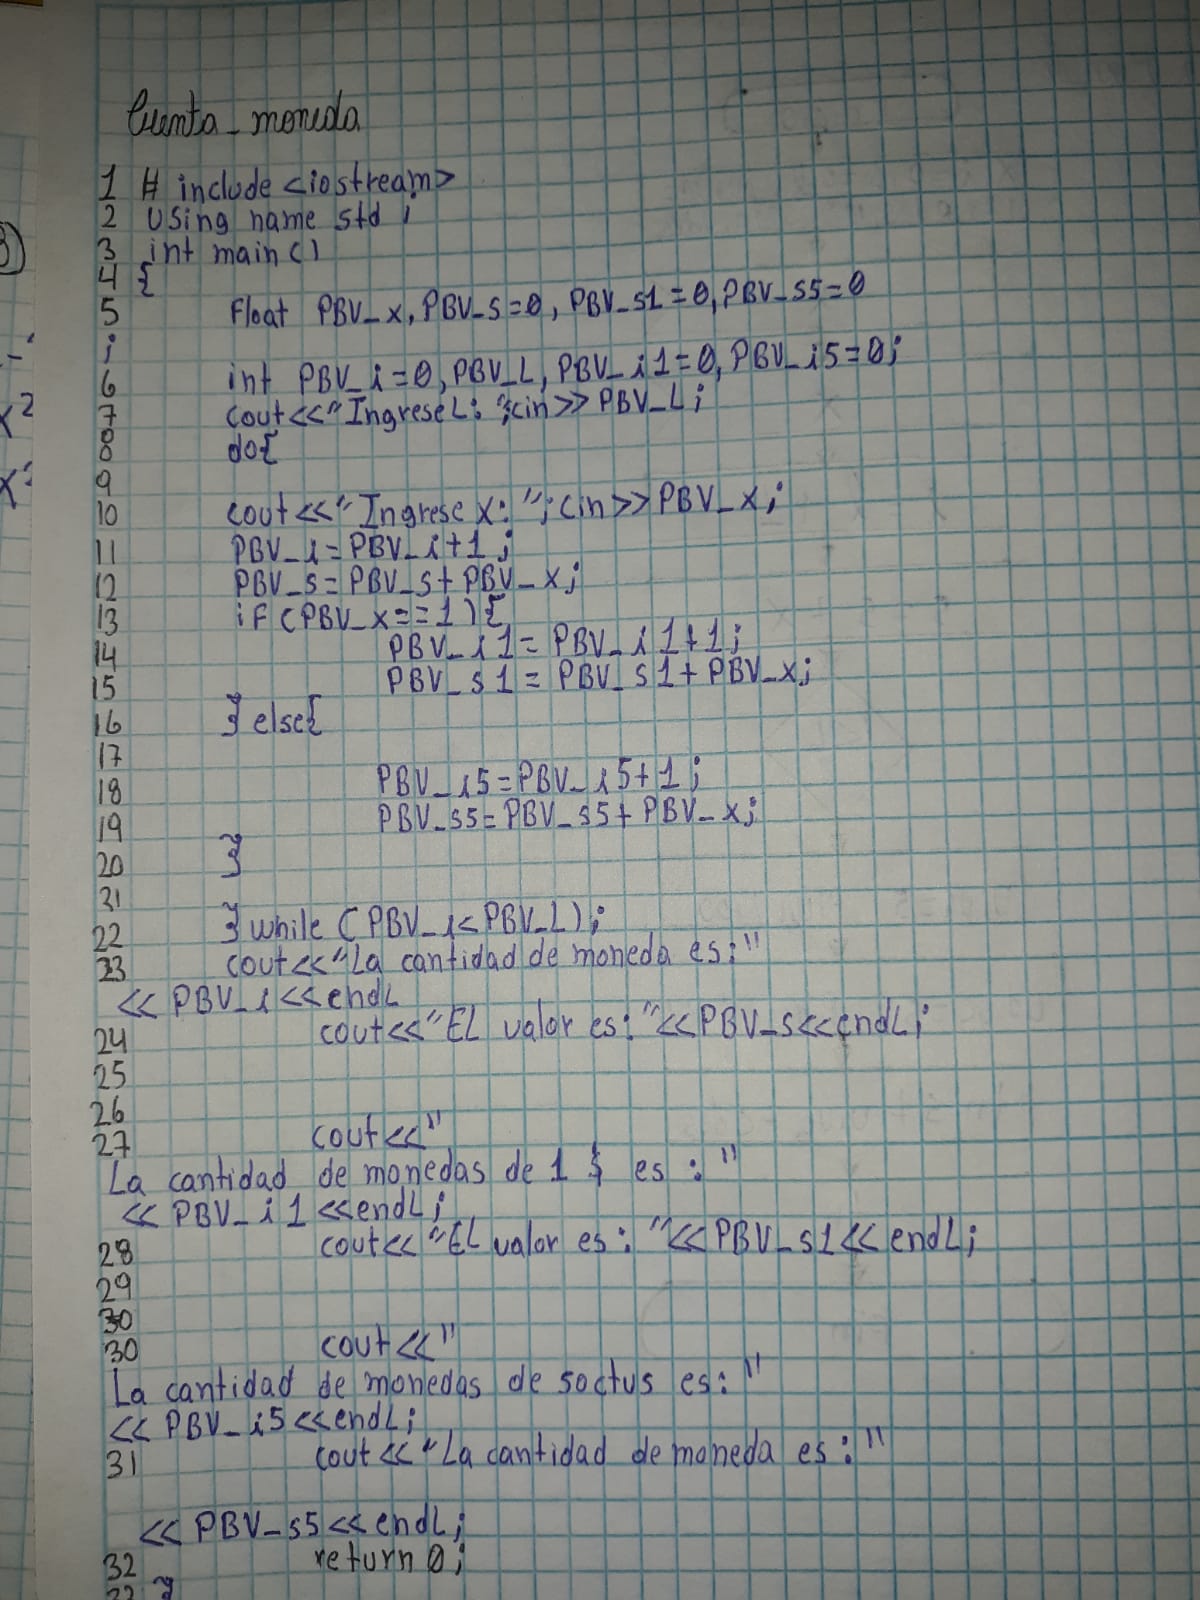 Cuenta_moneda
1 # include <iostream>
2 Using name std ;
3 int main()
4 {
5 Float PBV_x, PBV_s=0, PBV_s1=0, PBV_s5=0
;
6 int PBV_i=0, PBV_L, PBV_i1=0, PBV_i5=0;
7 cout<<"Ingrese L: ";cin>> PBV_L;
8 do{
9
10 cout<<"Ingrese x: ";cin>>PBV_x;
11 PBV_i=PBV_i+1;
12 PBV_s=PBV_s+PBV_x;
13 iF(PBV_x==1){
14 PBV_i1=PBV_i1+1;
15 PBV_s1=PBV_s1+PBV_x;
16 }else{
17
18 PBV_i5=PBV_i5+1;
19 PBV_s5=PBV_s5+PBV_x;
20 }
31
22 }while(PBV_i<PBV_L);
23 cout<<"La cantidad de moneda es:"
<<PBV_i<<endL
24 cout<<"EL valor es: "<<PBV_s<<endL;
25
26
27 cout<<"
La cantidad de monedas de 1 $ es : "
<<PBV_i1<<endL;
28 cout<<"EL valor es: "<<PBV_s1<<endL;
29
30
30 cout<<"
La cantidad de monedas de soctus es: "
<<PBV_i5<<endL;
31 cout<<"La cantidad de moneda es: "
<<PBV_s5<<endL;
32 return 0;
33 }